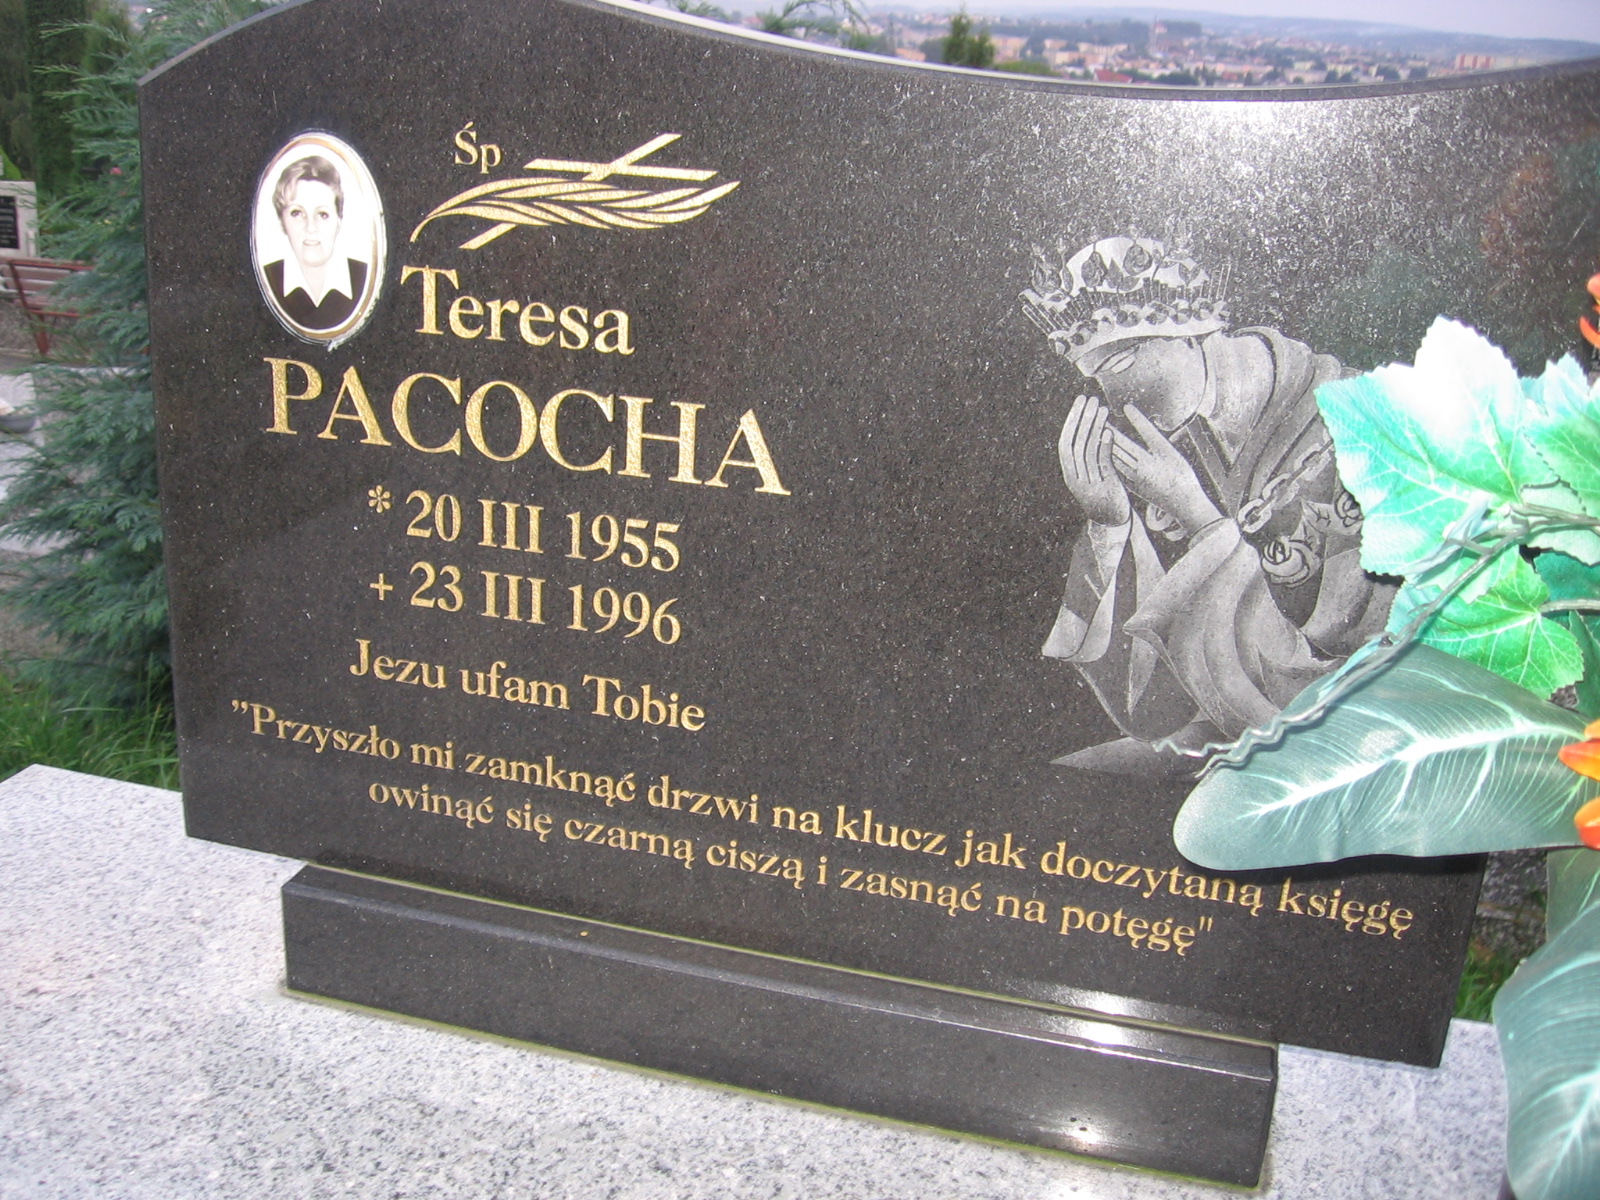 Śp
Teresa
PACOCHA
* 20 III 1955
+ 23 III 1996
Jezu ufam Tobie
"Przyszło mi zamknąć drzwi na klucz jak doczytaną księgę
owinąć się czarną ciszą i zasnąć na potęgę"